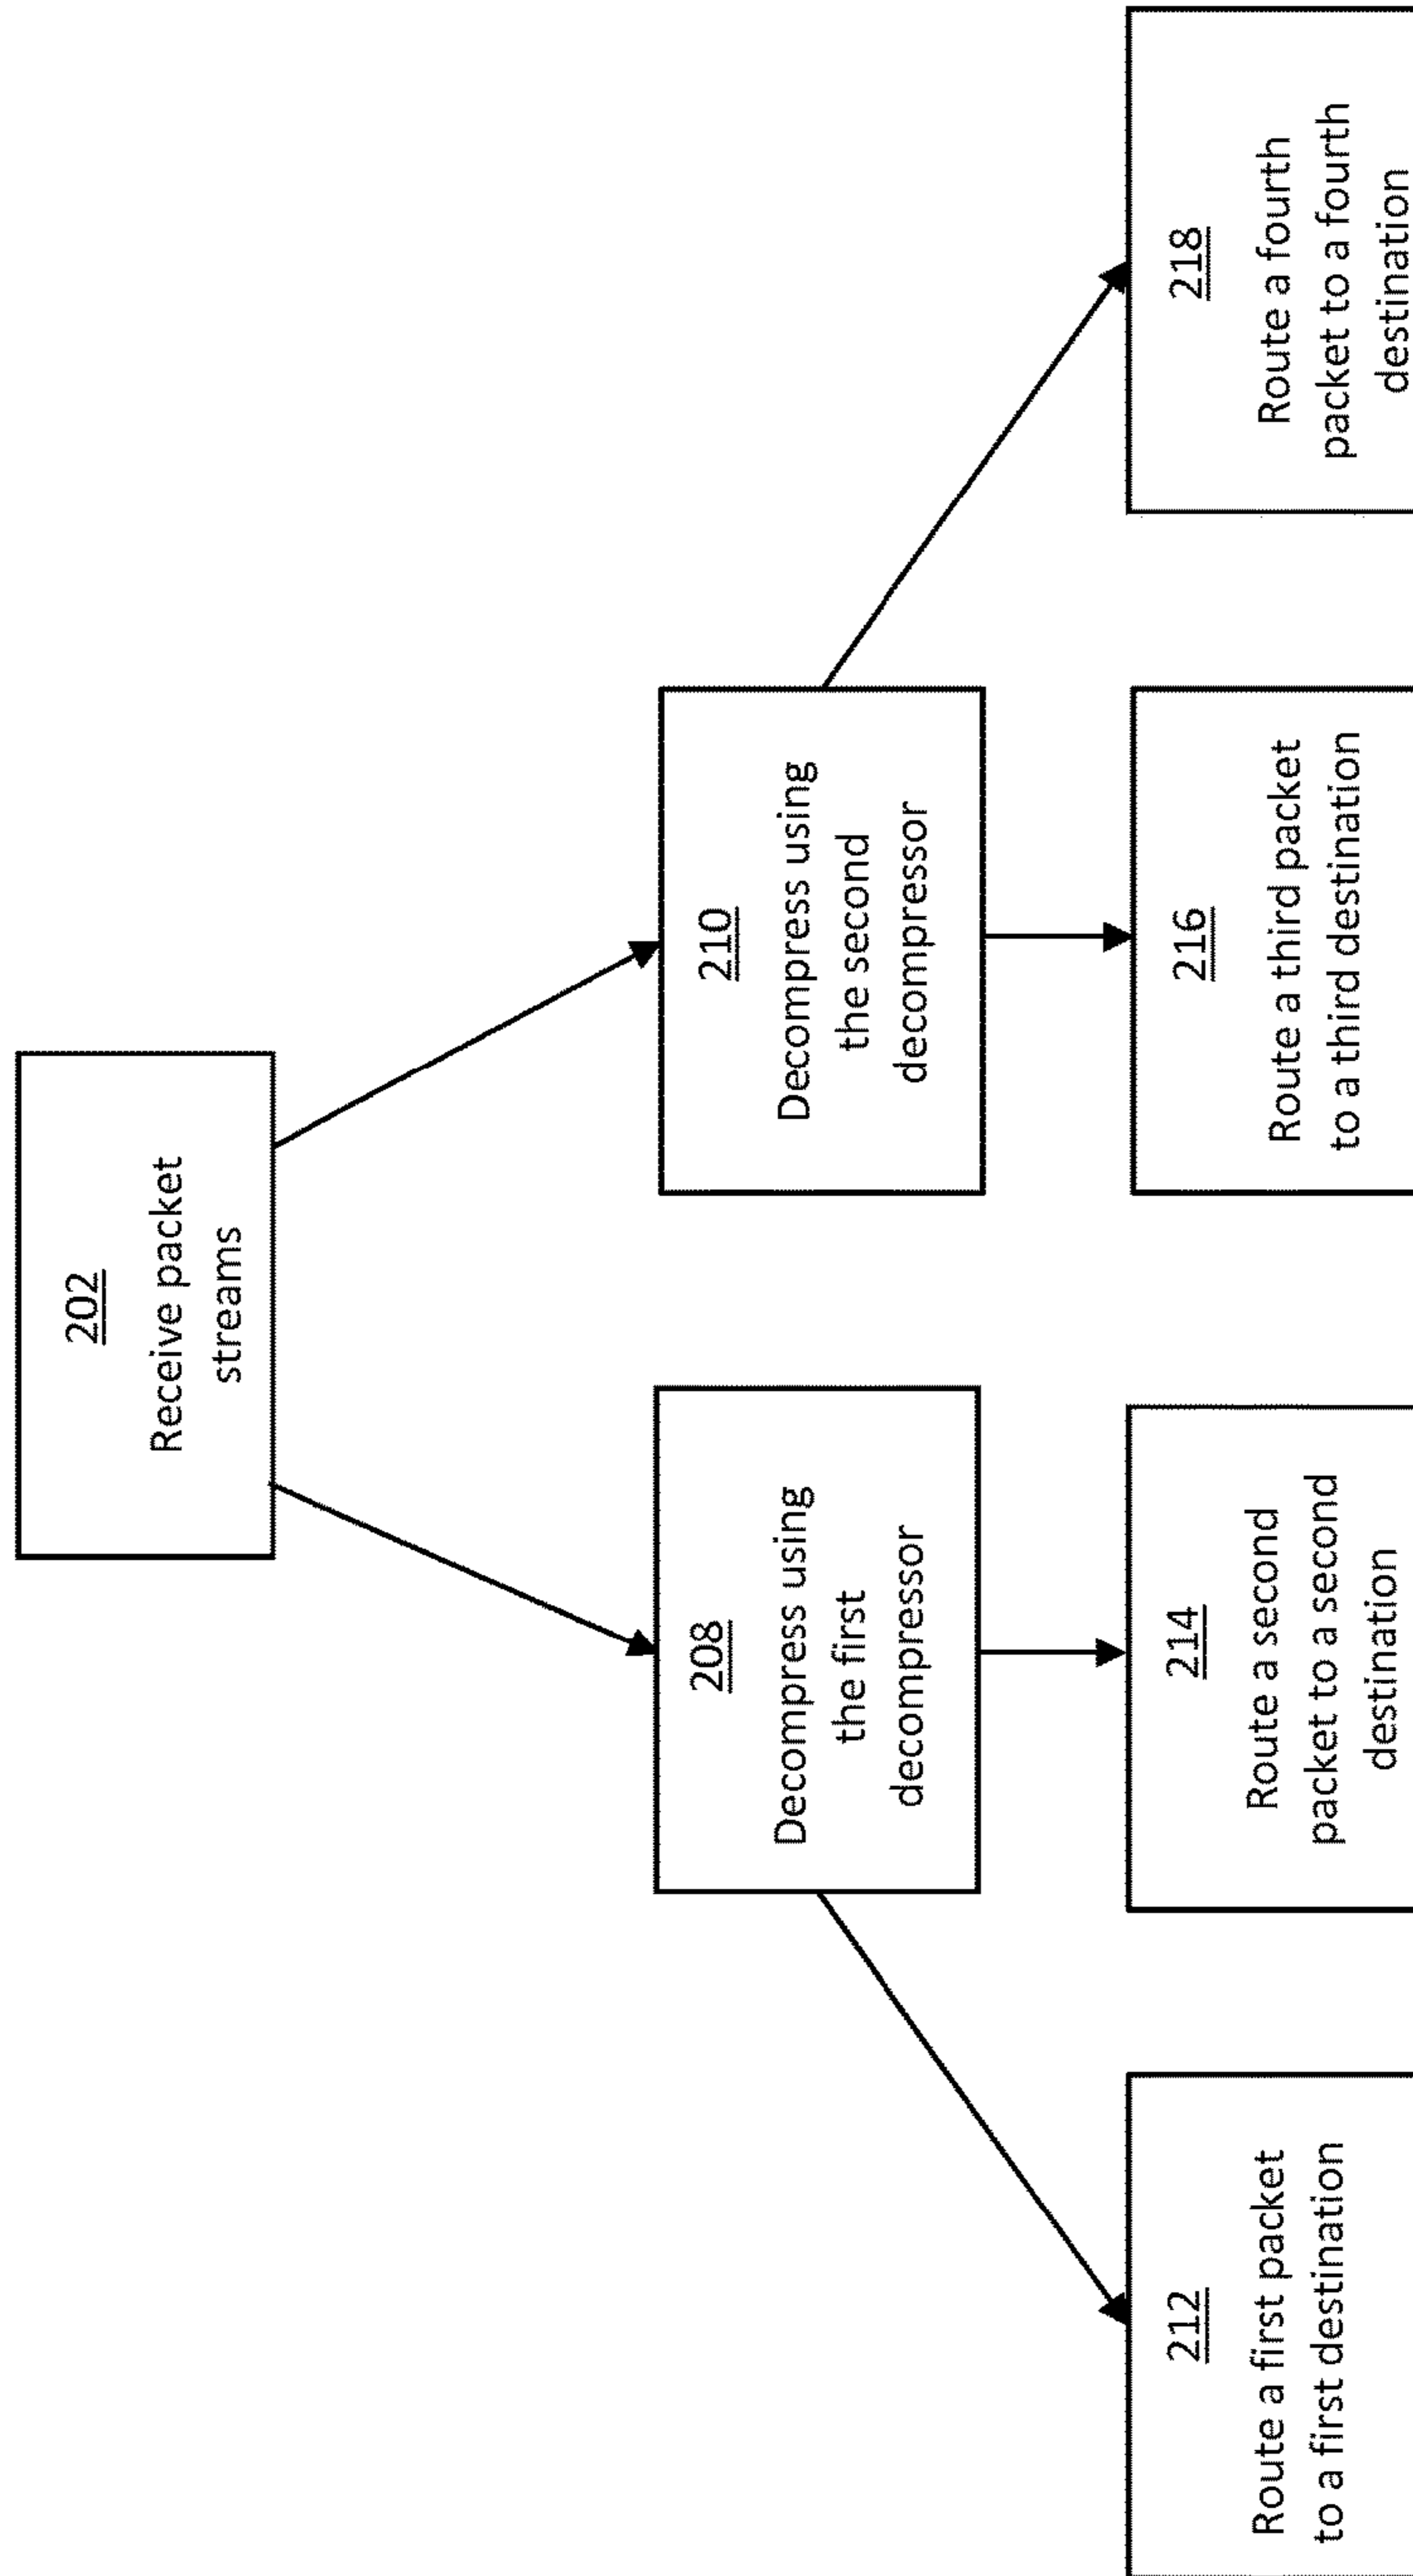 202
Receive packet
streams
208
Decompress using
the first
decompressor
210
Decompress using
the second
decompressor
212
Route a first packet
to a first destination
214
Route a second
packet to a second
destination
216
Route a third packet
to a third destination
218
Route a fourth
packet to a fourth
destination